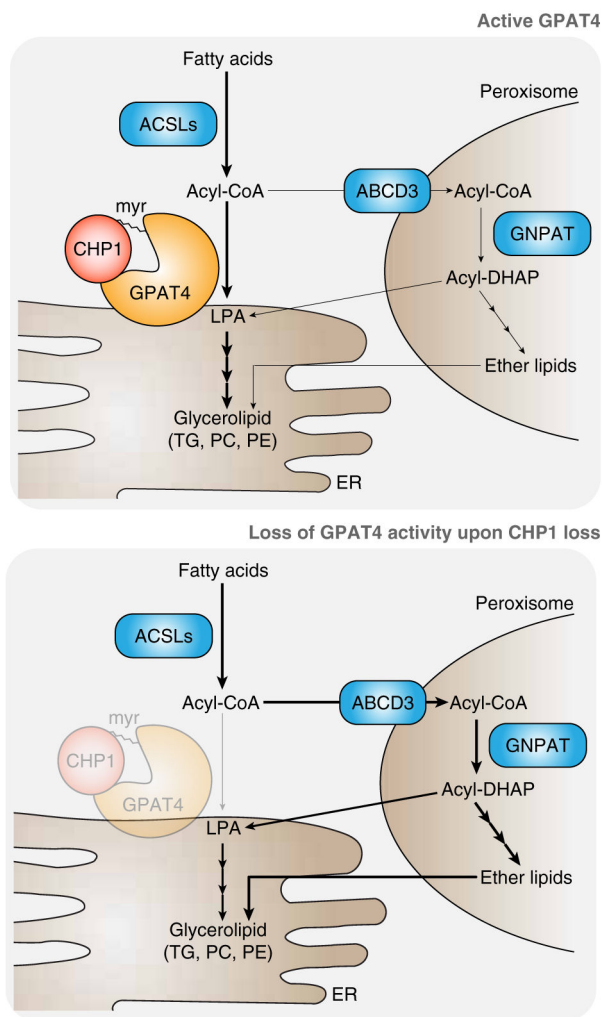 Active GPAT4
Fatty acids
Peroxisome
ACSLs
Acyl-CoA
ABCD3
Acyl-CoA
myr
GNPAT
CHP1
Acyl-DHAP
GPAT4
LPA
Ether lipids
Glycerolipid
(TG, PC, PE)
ER
Loss of GPAT4 activity upon CHP1 loss
Fatty acids
Peroxisome
ACSLs
Acyl-CoA
ABCD3
Acyl-CoA
myr
GNPAT
CHP1
Acyl-DHAP
GPAT4
LPA
Ether lipids
Glycerolipid
(TG, PC, PE)
ER